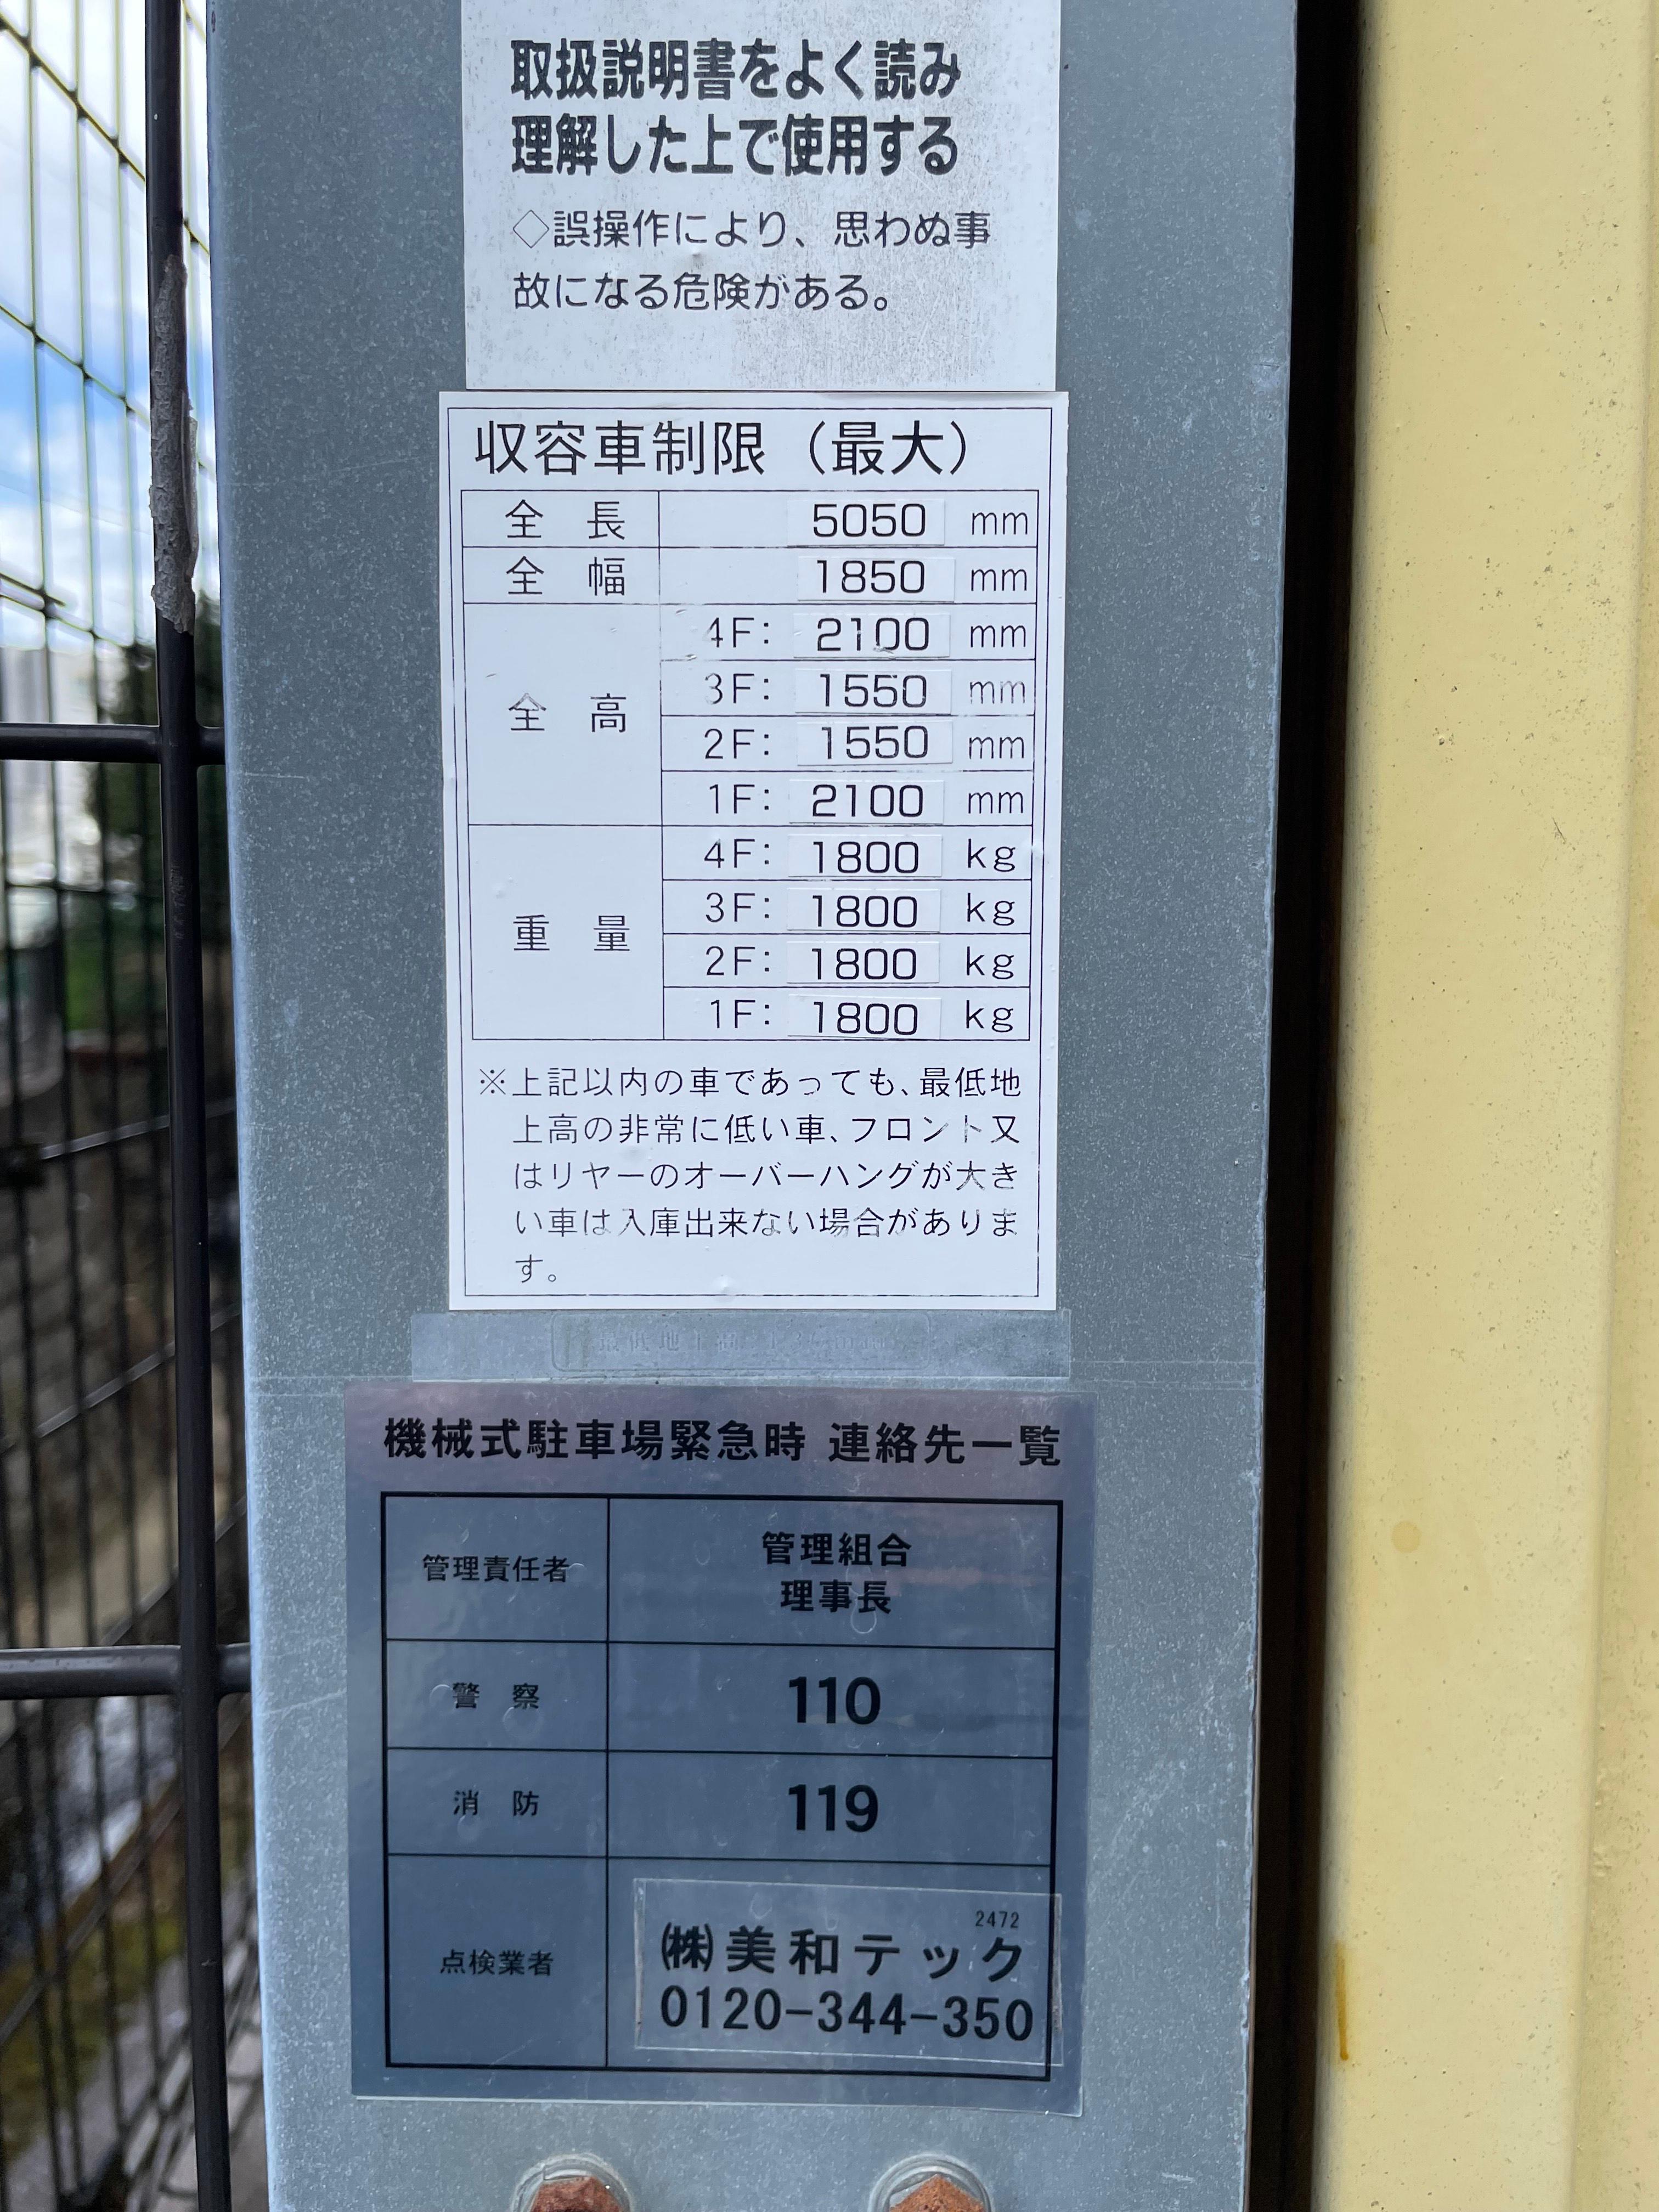 取扱説明書をよく読み
理解した上で使用する
◇誤操作により、思わぬ事
故になる危険がある。
収容車制限（最大）
全長 5050 mm
全幅 1850 mm
全高 4F: 2100 mm
3F: 1550 mm
2F: 1550 mm
1F: 2100 mm
重量 4F: 1800 kg
3F: 1800 kg
2F: 1800 kg
1F: 1800 kg
※上記以内の車であっても、最低地
上高の非常に低い車、フロント又
はリヤーのオーバーハングが大き
い車は入庫出来ない場合がありま
す。
機械式駐車場緊急時 連絡先一覧
管理責任者 管理組合
理事長
警察 110
消防 119
2472
点検業者 ㈱美和テック
0120-344-350